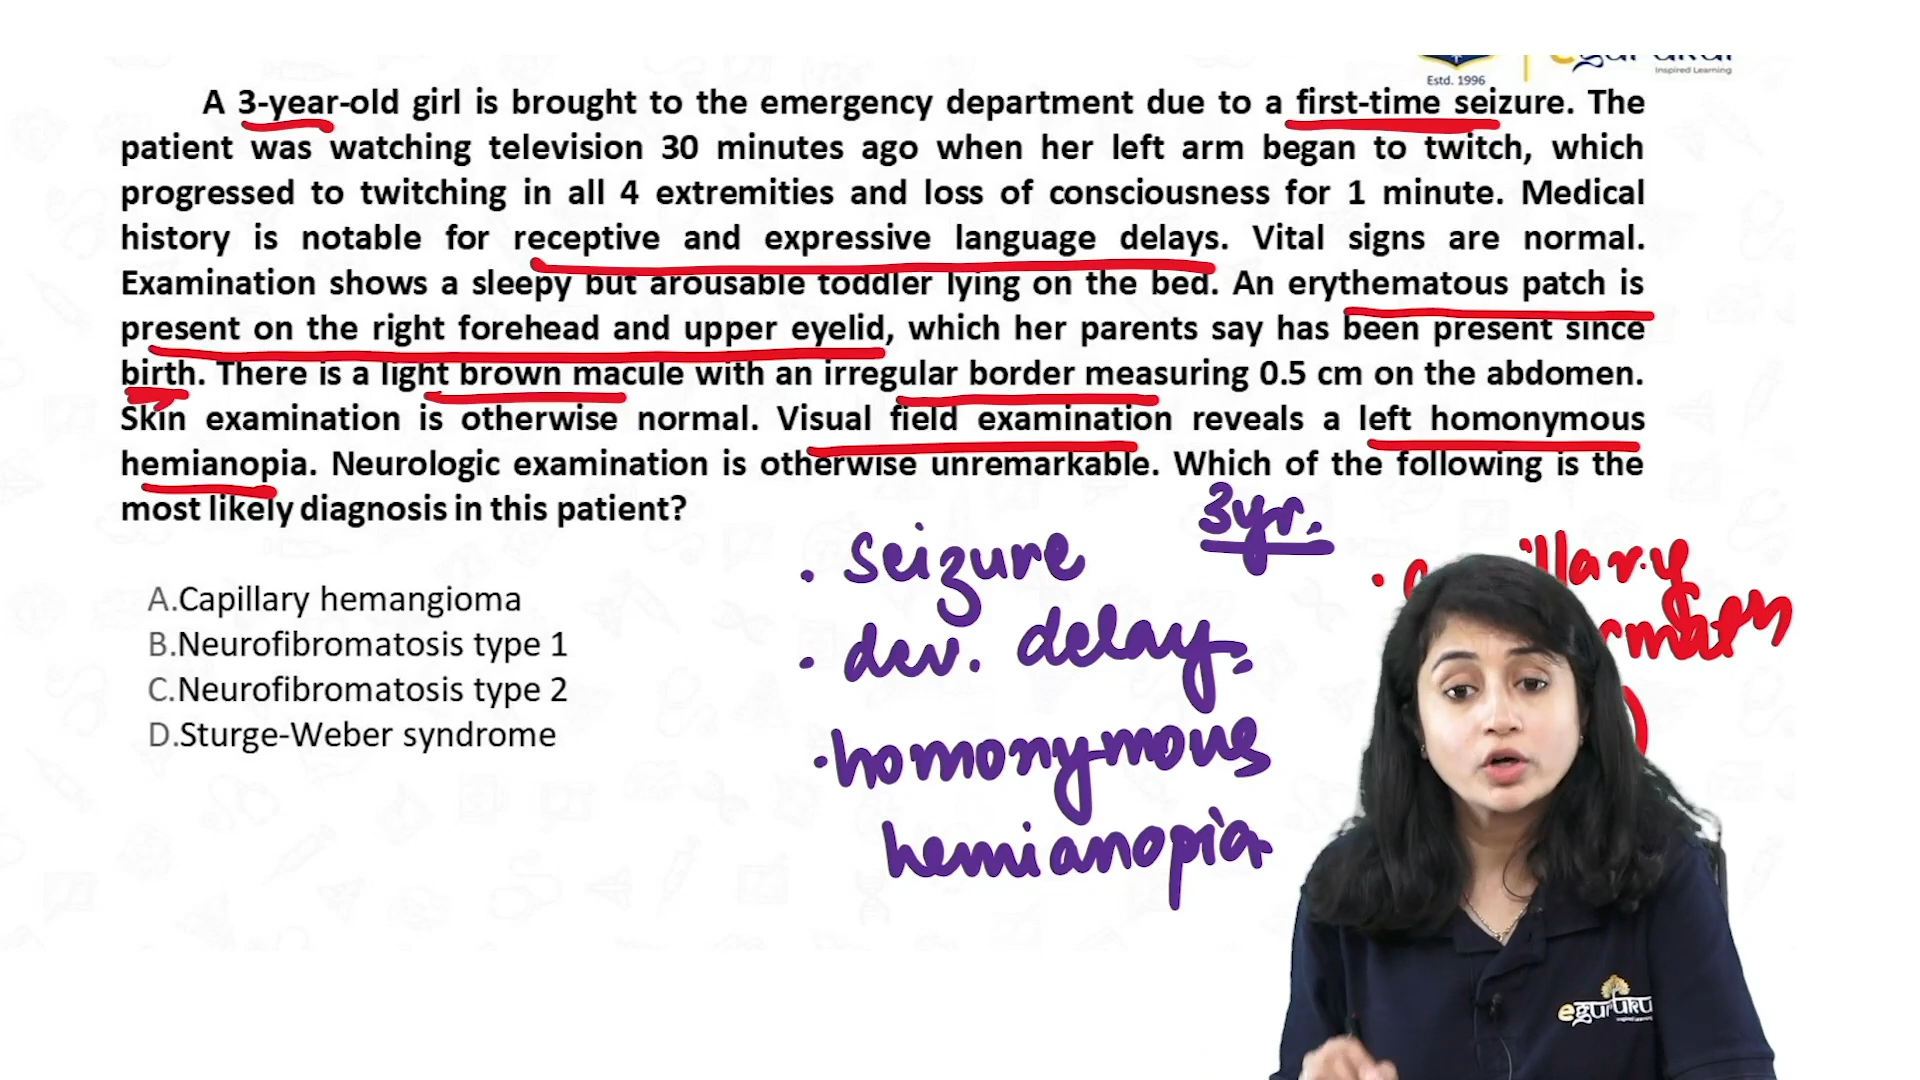 Estd. 1996
Inspired Learning
A 3-year-old girl is brought to the emergency department due to a first-time seizure. The
patient was watching television 30 minutes ago when her left arm began to twitch, which
progressed to twitching in all 4 extremities and loss of consciousness for 1 minute. Medical
history is notable for receptive and expressive language delays. Vital signs are normal.
Examination shows a sleepy but arousable toddler lying on the bed. An erythematous patch is
present on the right forehead and upper eyelid, which her parents say has been present since
birth. There is a light brown macule with an irregular border measuring 0.5 cm on the abdomen.
Skin examination is otherwise normal. Visual field examination reveals a left homonymous
hemianopia. Neurologic examination is otherwise unremarkable. Which of the following is the
most likely diagnosis in this patient?
A.Capillary hemangioma
B.Neurofibromatosis type 1
C.Neurofibromatosis type 2
D.Sturge-Weber syndrome
3yr.
• seizure
• dev. delay.
• homonymous
hemianopia
egurukul